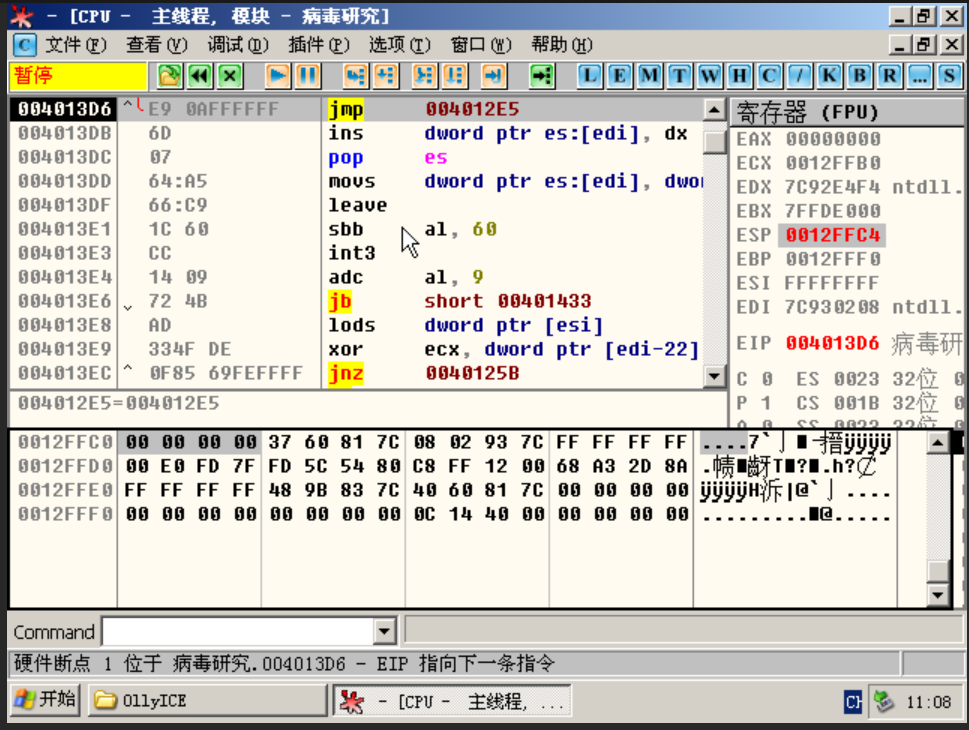 - [CPU - 主线程, 模块 - 病毒研究]
C 文件(F) 查看(V) 调试(D) 插件(P) 选项(T) 窗口(W) 帮助(H)
暂停 L E M T W H C / K B R ... S
004013D6 E9 0AFFFFFF jmp 004012E5
004013DB 6D ins dword ptr es:[edi], dx
004013DC 07 pop es
004013DD 64:A5 movs dword ptr es:[edi], dwo
004013DF 66:C9 leave
004013E1 1C 60 sbb al, 60
004013E3 CC int3
004013E4 14 09 adc al, 9
004013E6 72 4B jb short 00401433
004013E8 AD lods dword ptr [esi]
004013E9 334F DE xor ecx, dword ptr [edi-22]
004013EC 0F85 69FEFFFF jnz 0040125B
004012E5=004012E5
寄存器 (FPU)
EAX 00000000
ECX 0012FFB0
EDX 7C92E4F4 ntdll.
EBX 7FFDE000
ESP 0012FFC4
EBP 0012FFF0
ESI FFFFFFFF
EDI 7C930208 ntdll.
EIP 004013D6 病毒研
C 0 ES 0023 32位 0
P 1 CS 001B 32位 0
A 0 SS 0023 32位 0
0012FFC0 00 00 00 00 37 60 81 7C 08 02 93 7C FF FF FF FF
0012FFD0 00 E0 FD 7F FD 5C 54 80 C8 FF 12 00 68 A3 2D 8A
0012FFE0 FF FF FF FF 48 9B 83 7C 40 60 81 7C 00 00 00 00
0012FFF0 00 00 00 00 00 00 00 00 0C 14 40 00 00 00 00 00
Command
硬件断点 1 位于 病毒研究.004013D6 - EIP 指向下一条指令
开始 OllyICE - [CPU - 主线程, ... CH 11:08